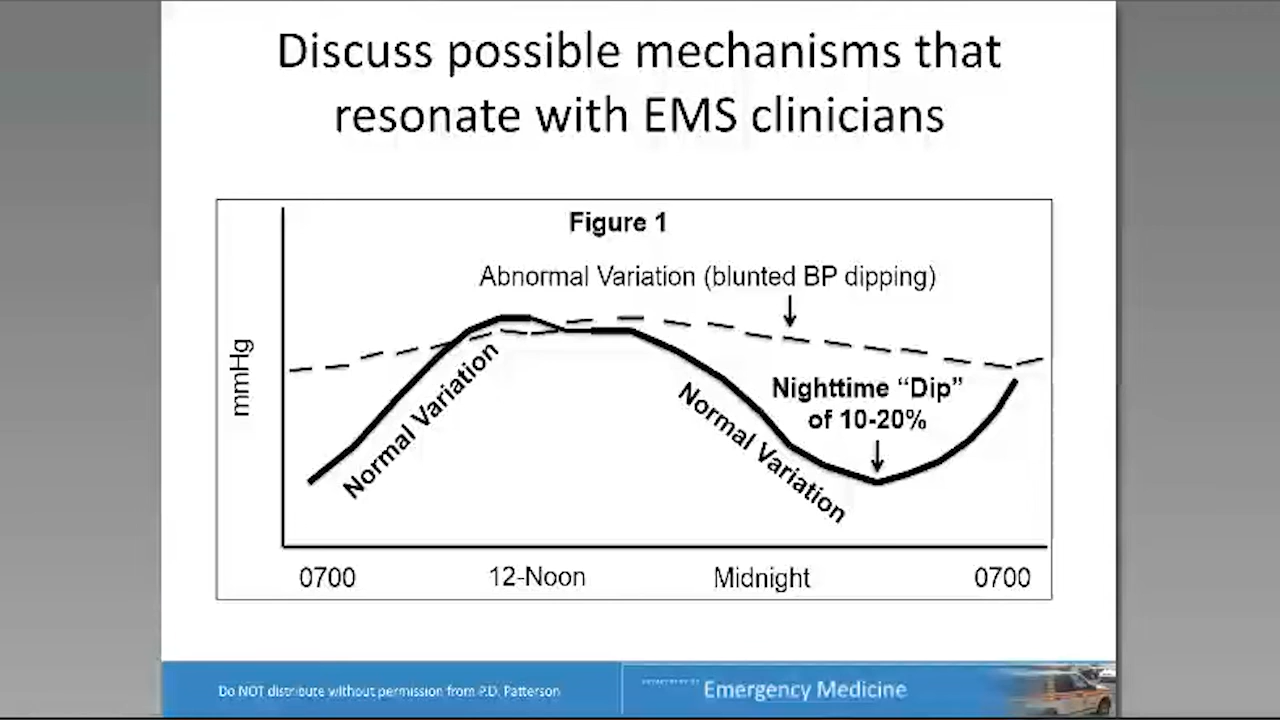 Discuss possible mechanisms that
resonate with EMS clinicians
Figure 1
Abnormal Variation (blunted BP dipping)
mmHg
Normal Variation
Normal Variation
Nighttime “Dip”
of 10-20%
0700 12-Noon Midnight 0700
Do NOT distribute without permission from P.D. Patterson
Emergency Medicine